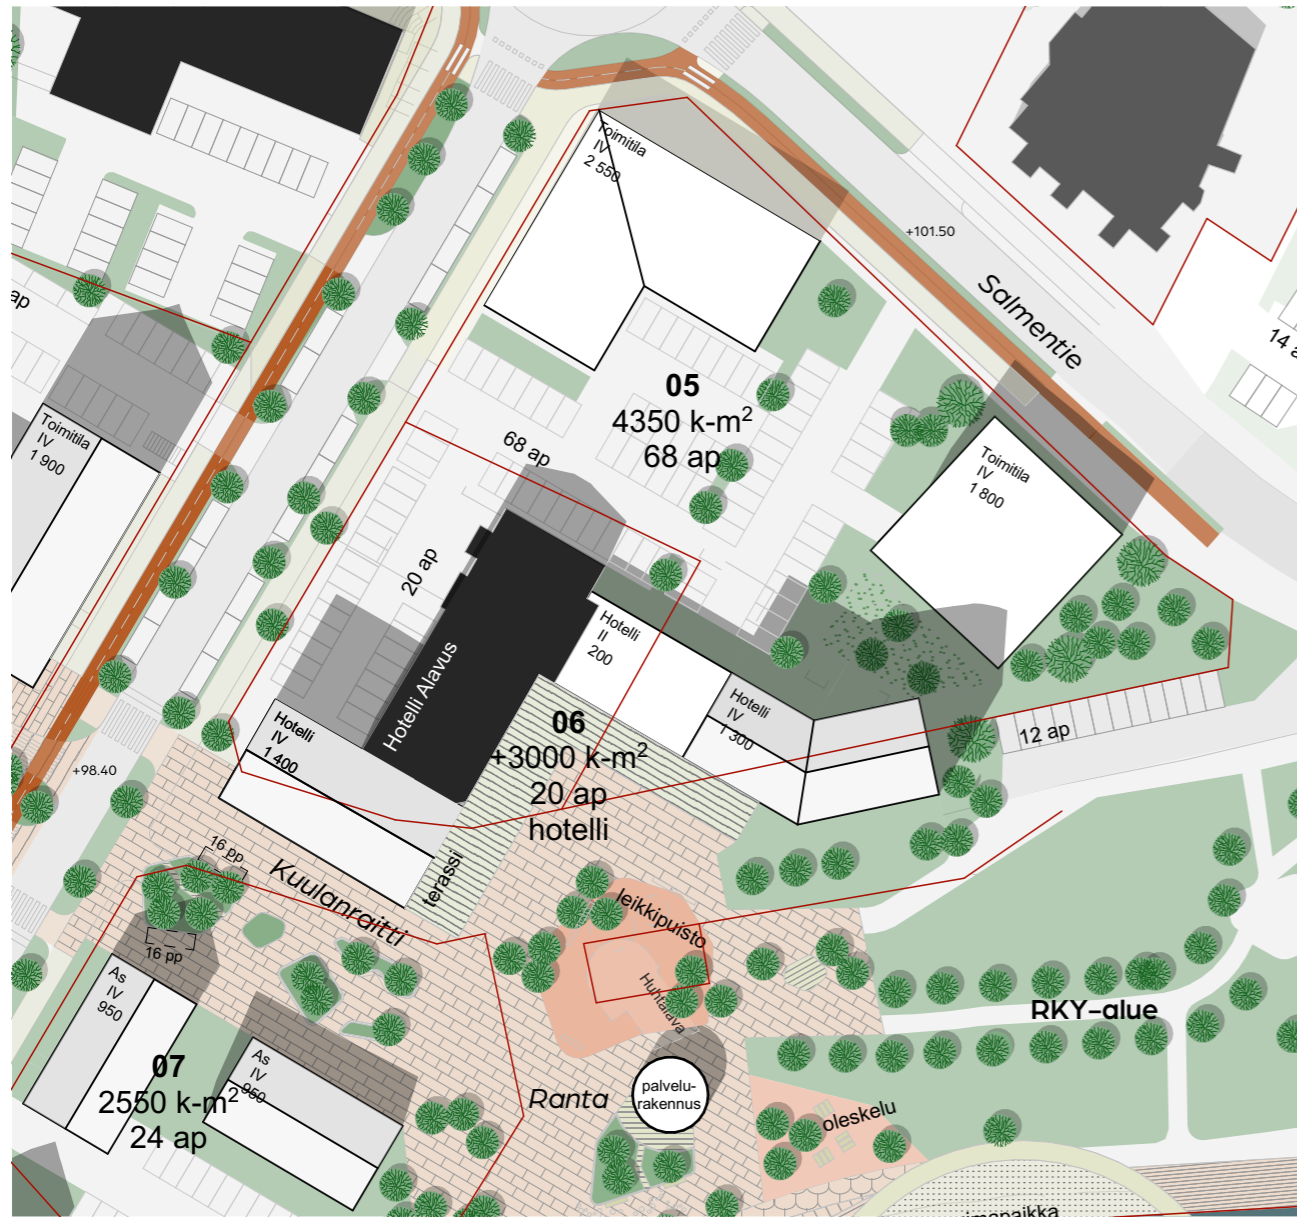 Toimitila
IV
2 550
+101.50
Salmentie
14 a
ap
Toimitila
IV
1 900
05
4350 k-m²
68 ap
68 ap
Toimitila
IV
1 800
20 ap
Hotelli Alavus
Hotelli
II
200
Hotelli
IV
1 300
Hotelli
IV
1 400
06
+3000 k-m²
20 ap
hotelli
12 ap
+98.40
16 pp
Kuulanraitti
terassi
leikkipuisto
16 pp
Huhtalava
As
IV
950
RKY-alue
07
2550 k-m²
24 ap
As
IV
950
Ranta
palvelu-
rakennus
oleskelu